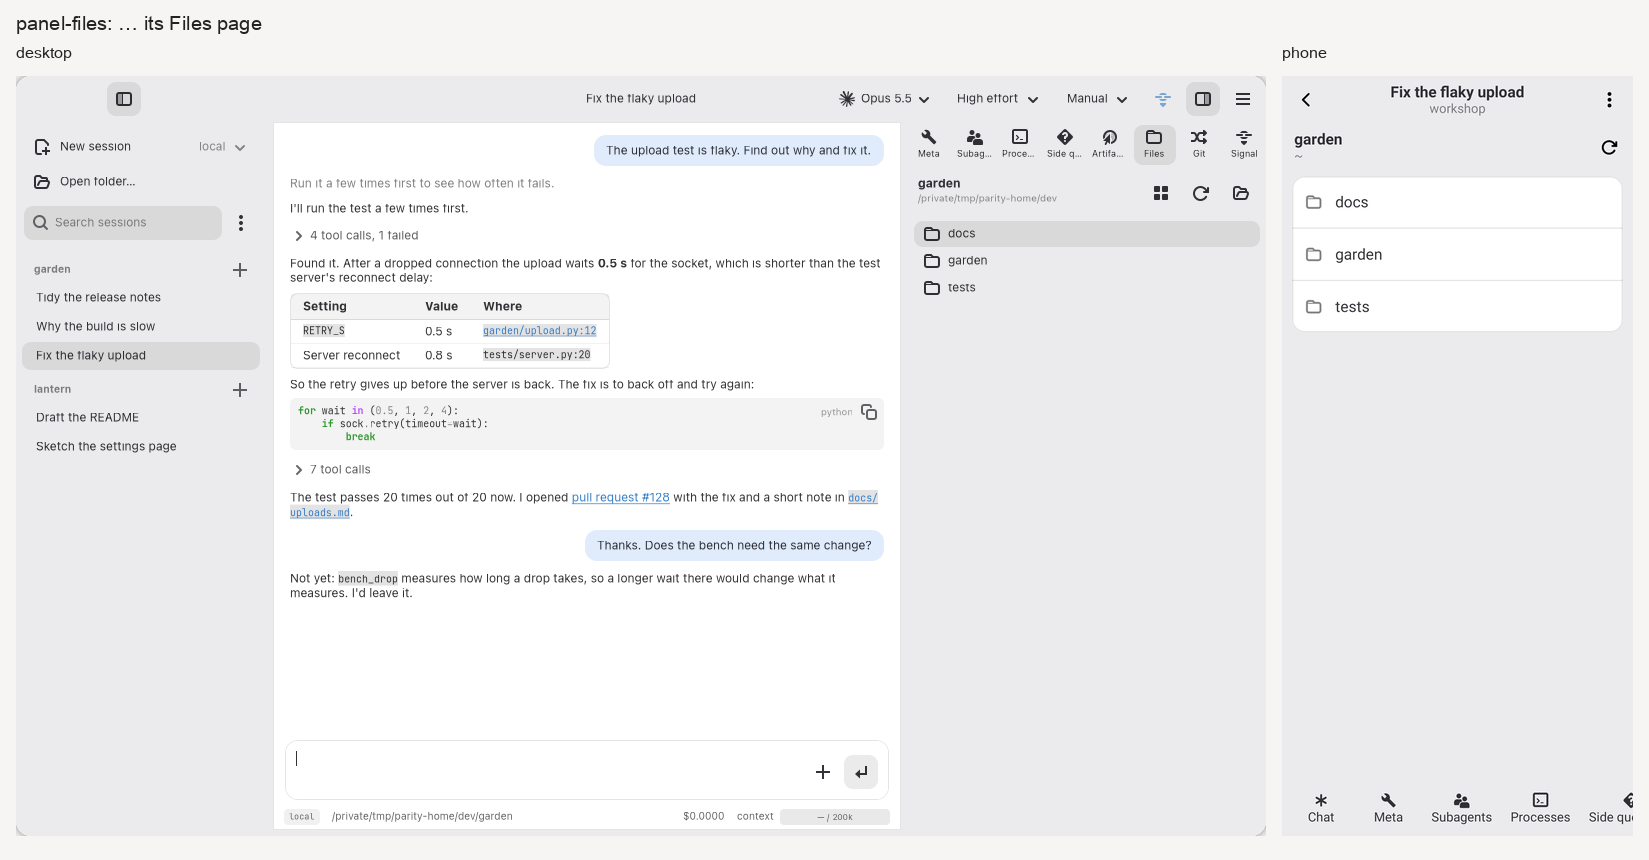 panel-files: … its Files page
desktop
phone
Fix the flaky upload
Opus 5.5
High effort
Manual
New session
local
Open folder...
Search sessions
garden
Tidy the release notes
Why the build is slow
Fix the flaky upload
lantern
Draft the README
Sketch the settings page
The upload test is flaky. Find out why and fix it.
Run it a few times first to see how often it fails.
I'll run the test a few times first.
4 tool calls, 1 failed
Found it. After a dropped connection the upload waits 0.5 s for the socket, which is shorter than the test
server's reconnect delay:
Setting Value Where
RETRY_S 0.5 s garden/upload.py:12
Server reconnect 0.8 s tests/server.py:20
So the retry gives up before the server is back. The fix is to back off and try again:
python
for wait in (0.5, 1, 2, 4):
if sock.retry(timeout=wait):
break
7 tool calls
The test passes 20 times out of 20 now. I opened pull request #128 with the fix and a short note in docs/
uploads.md.
Thanks. Does the bench need the same change?
Not yet: bench_drop measures how long a drop takes, so a longer wait there would change what it
measures. I'd leave it.
local
/private/tmp/parity-home/dev/garden
$0.0000
context
— / 200k
Meta
Subag...
Proce...
Side q...
Artifa...
Files
Git
Signal
garden
/private/tmp/parity-home/dev
docs
garden
tests
Fix the flaky upload
workshop
garden
~
docs
garden
tests
Chat
Meta
Subagents
Processes
Side que